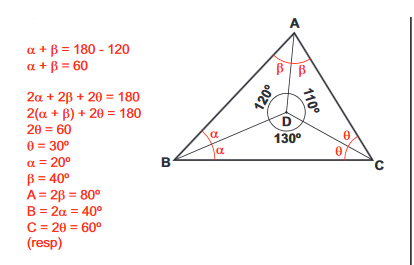 α + β = 180 - 120
α + β = 60
2α + 2β + 2θ = 180
2(α + β) + 2θ = 180
2θ = 60
θ = 30º
α = 20º
β = 40º
A = 2β = 80º
B = 2α = 40º
C = 2θ = 60º
(resp)
A
β β
120º
110º
D
130º
α
α
θ
θ
B
C